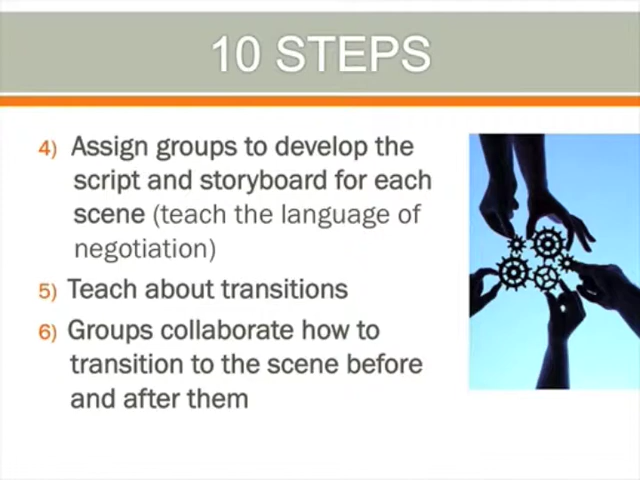 10 STEPS
4) Assign groups to develop the
script and storyboard for each
scene (teach the language of
negotiation)
5) Teach about transitions
6) Groups collaborate how to
transition to the scene before
and after them